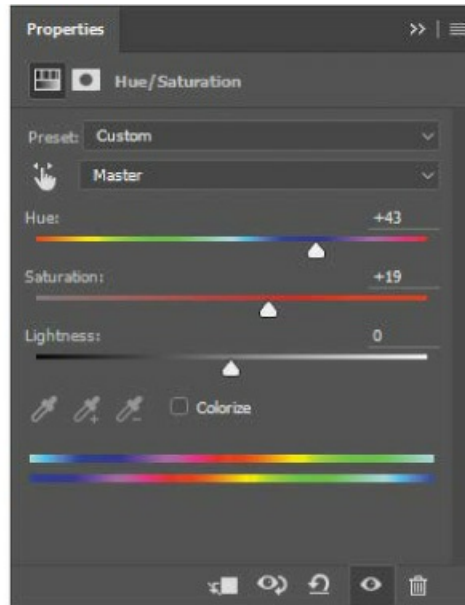 Properties
Hue/Saturation
Preset: Custom
Master
Hue: +43
Saturation: +19
Lightness: 0
Colorize